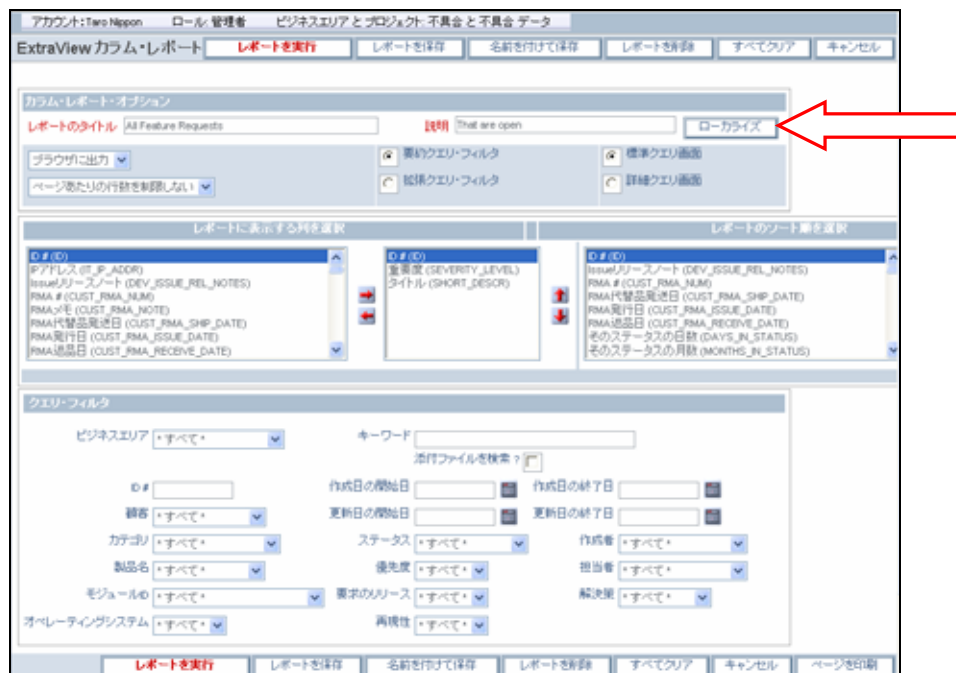 アカウント:Taro Nippon ロール: 管理者 ビジネスエリア と プロジェクト: 不具合 と 不具合 データ
ExtraView カラム・レポート レポートを実行 レポートを保存 名前を付けて保存 レポートを削除 すべてクリア キャンセル
カラム・レポート・オプション
レポートのタイトル All Feature Requests 説明 That are open ローカライズ
ブラウザに出力 要約クエリ・フィルタ 標準クエリ画面
ページあたりの行数を制限しない 拡張クエリ・フィルタ 詳細クエリ画面
レポートに表示する列を選択 レポートのソート順を選択
ID # (ID) ID # (ID) ID # (ID)
IPアドレス (IT_IP_ADDR) 重要度 (SEVERITY_LEVEL) Issueリリースノート (DEV_ISSUE_REL_NOTES)
Issueリリースノート (DEV_ISSUE_REL_NOTES) タイトル (SHORT_DESCR) RMA # (CUST_RMA_NUM)
RMA # (CUST_RMA_NUM) RMA代替品発送日 (CUST_RMA_SHIP_DATE)
RMAメモ (CUST_RMA_NOTE) RMA発行日 (CUST_RMA_ISSUE_DATE)
RMA代替品発送日 (CUST_RMA_SHIP_DATE) RMA返品日 (CUST_RMA_RECEIVE_DATE)
RMA発行日 (CUST_RMA_ISSUE_DATE) そのステータスの日数 (DAYS_IN_STATUS)
RMA返品日 (CUST_RMA_RECEIVE_DATE) そのステータスの月数 (MONTHS_IN_STATUS)
クエリ・フィルタ
ビジネスエリア * すべて * キーワード
添付ファイルを検索 ?
ID # 作成日の開始日 作成日の終了日
顧客 * すべて * 更新日の開始日 更新日の終了日
カテゴリ * すべて * ステータス * すべて * 作成者 * すべて *
製品名 * すべて * 優先度 * すべて * 担当者 * すべて *
モジュールID * すべて * 要求のリリース * すべて * 解決策 * すべて *
オペレーティングシステム * すべて * 再現性 * すべて *
レポートを実行 レポートを保存 名前を付けて保存 レポートを削除 すべてクリア キャンセル ページを印刷